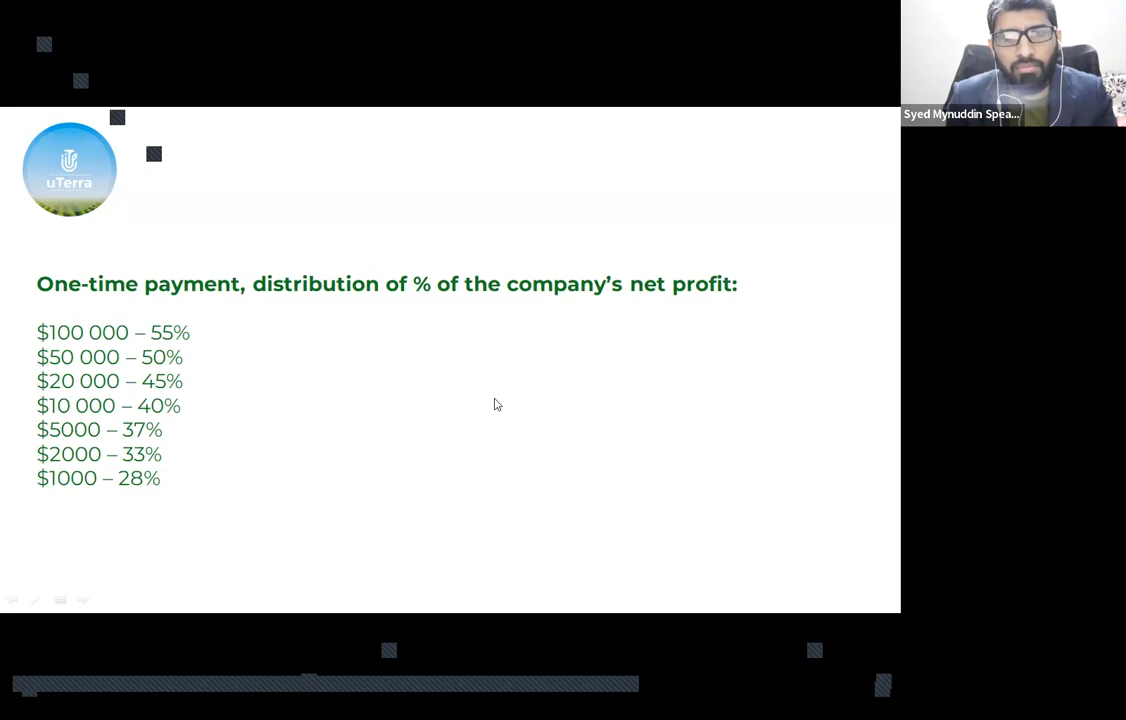 Syed Mynuddin Spea...
uTerra
One-time payment, distribution of % of the company's net profit:
$100 000 – 55%
$50 000 – 50%
$20 000 – 45%
$10 000 – 40%
$5000 – 37%
$2000 – 33%
$1000 – 28%